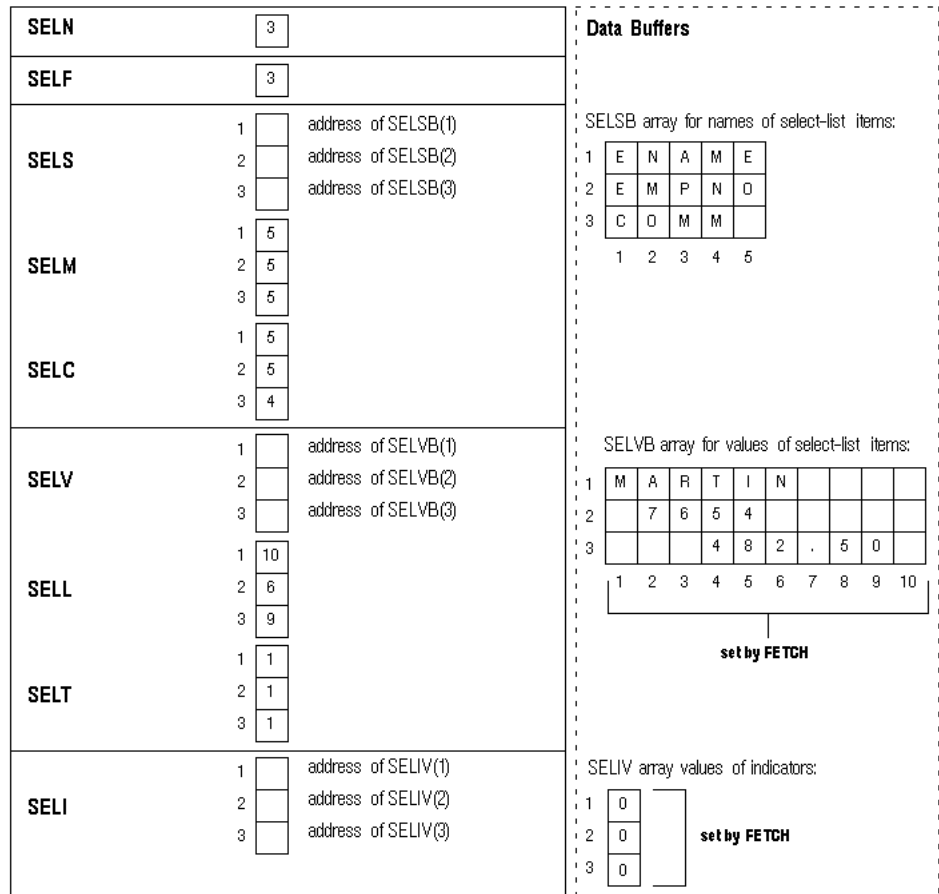 SELN 3
Data Buffers
SELF 3
SELS
1 address of SELSB(1)
2 address of SELSB(2)
3 address of SELSB(3)
SELSB array for names of select-list items:
1 E N A M E
2 E M P N O
3 C O M M
1 2 3 4 5
SELM
1 5
2 5
3 5
SELC
1 5
2 5
3 4
SELV
1 address of SELVB(1)
2 address of SELVB(2)
3 address of SELVB(3)
SELVB array for values of select-list items:
1 M A R T I N
2 7 6 5 4
3 4 8 2 . 5 0
1 2 3 4 5 6 7 8 9 10
set by FETCH
SELL
1 10
2 6
3 9
SELT
1 1
2 1
3 1
SELI
1 address of SELIV(1)
2 address of SELIV(2)
3 address of SELIV(3)
SELIV array values of indicators:
1 0
2 0
3 0
set by FETCH